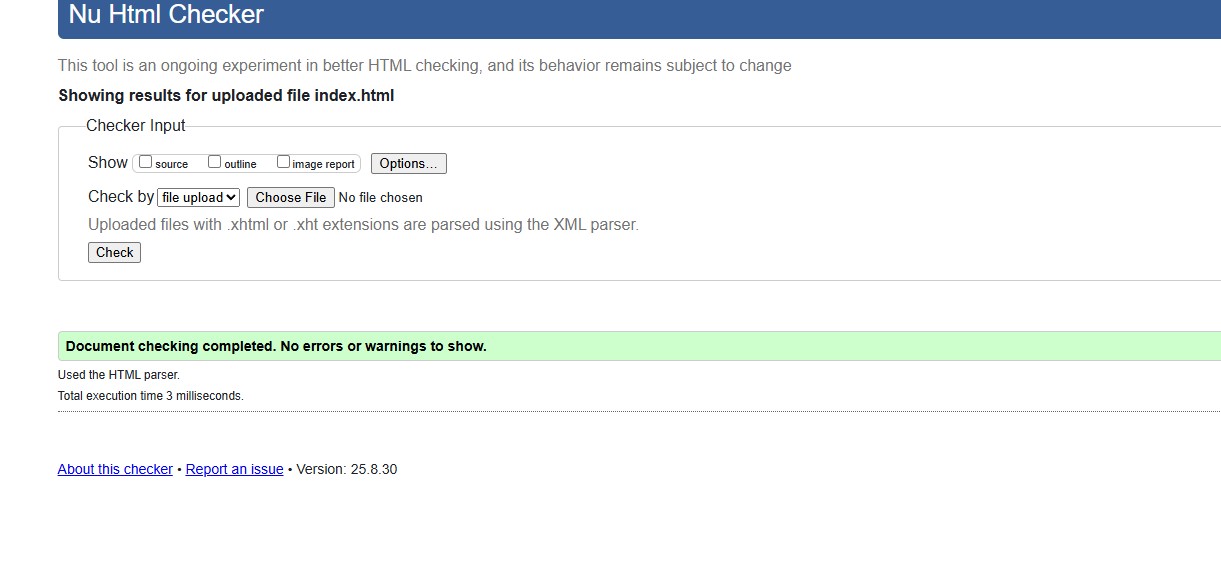 Nu Html Checker
This tool is an ongoing experiment in better HTML checking, and its behavior remains subject to change
Showing results for uploaded file index.html
Checker Input
Show source outline image report Options...
Check by file upload Choose File No file chosen
Uploaded files with .xhtml or .xht extensions are parsed using the XML parser.
Check
Document checking completed. No errors or warnings to show.
Used the HTML parser.
Total execution time 3 milliseconds.
About this checker • Report an issue • Version: 25.8.30